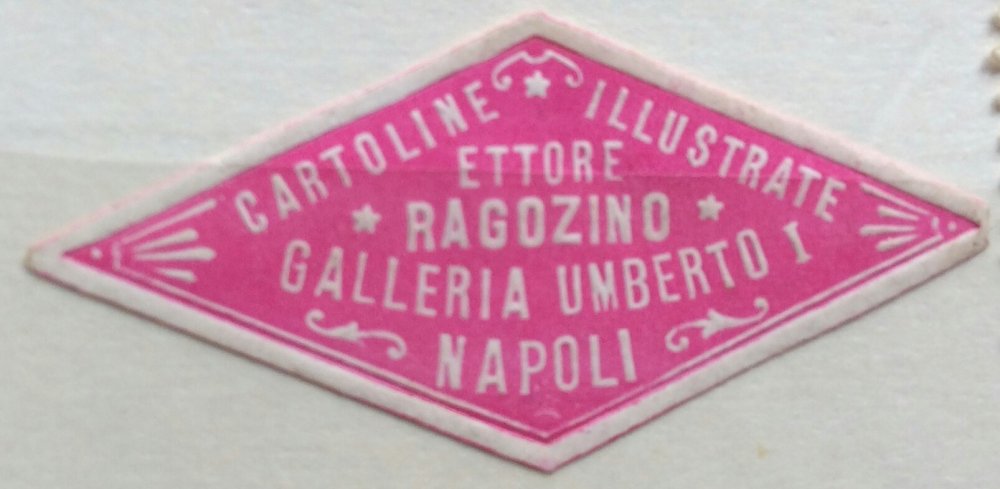 CARTOLINE ILLUSTRATE
ETTORE
RAGOZINO
GALLERIA UMBERTO I
NAPOLI